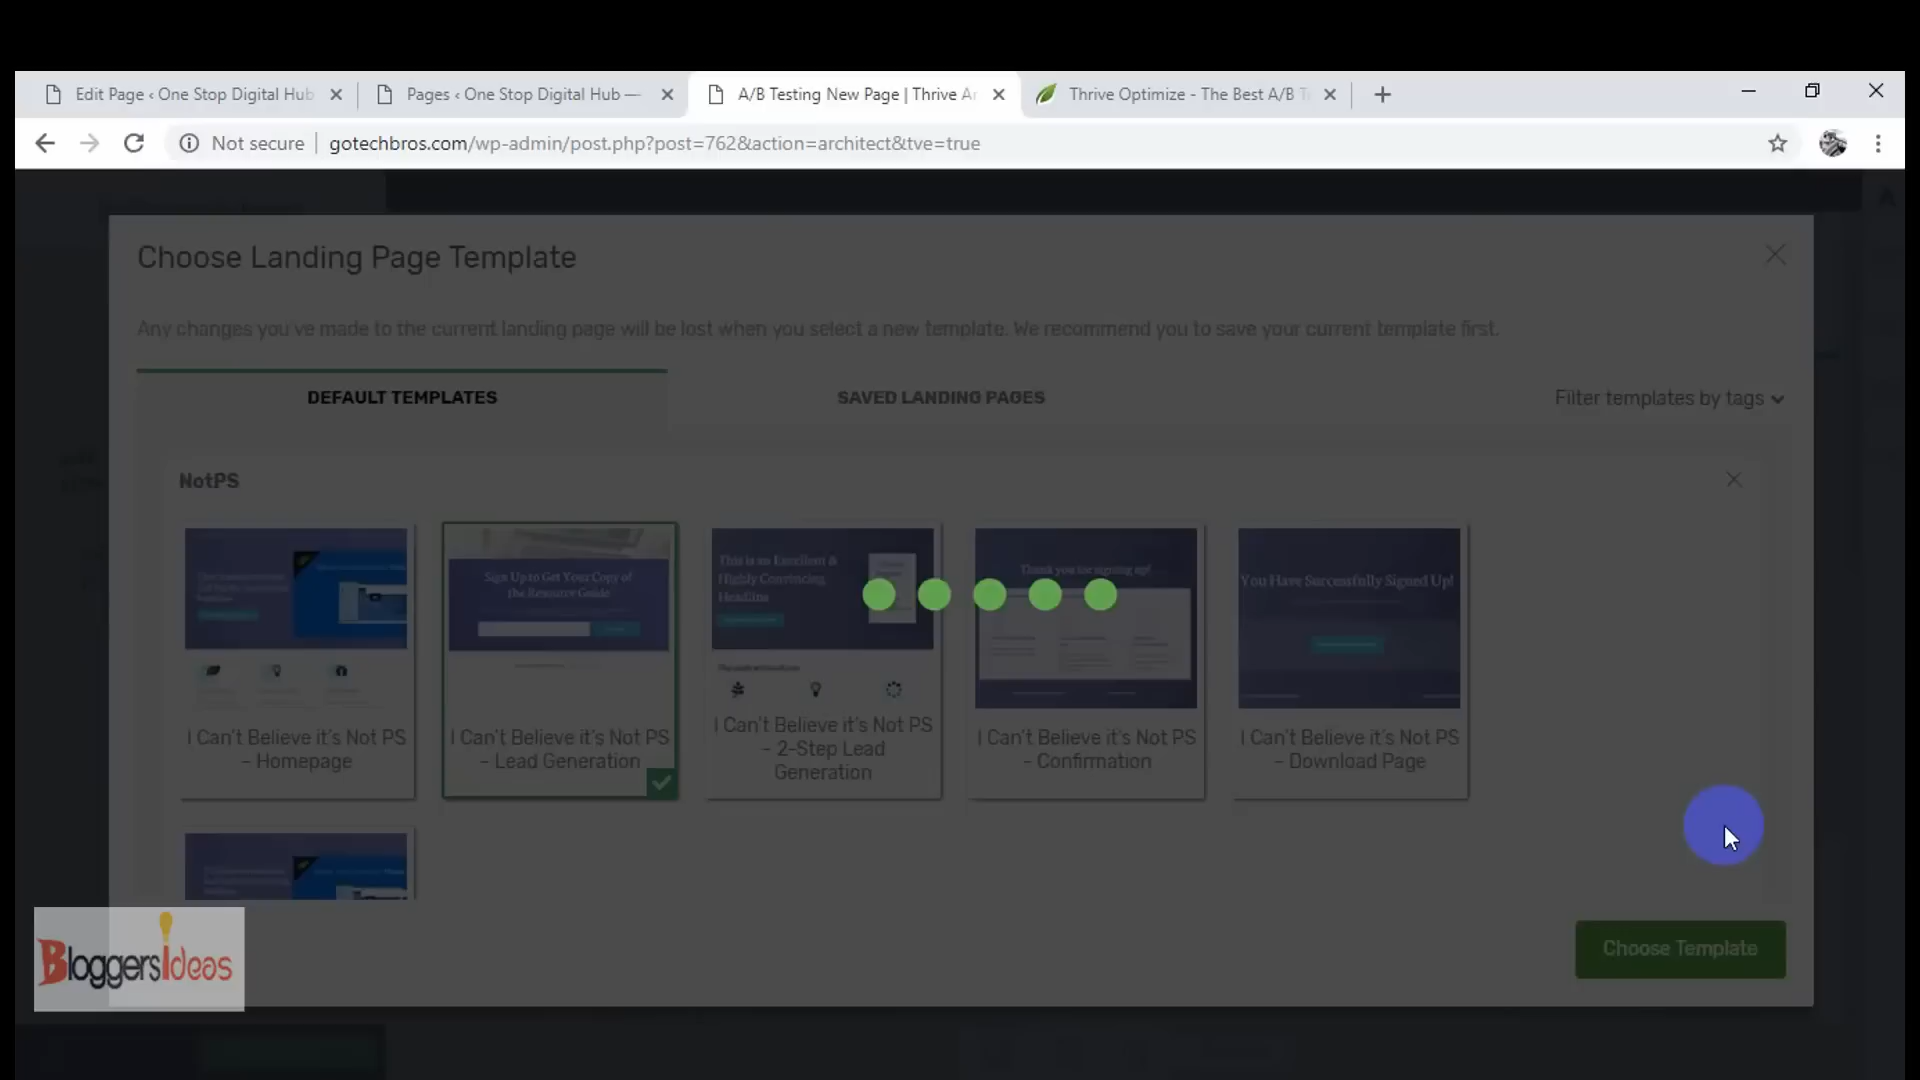 Edit Page ‹ One Stop Digital Hub
Pages ‹ One Stop Digital Hub —
A/B Testing New Page | Thrive Ar
Thrive Optimize - The Best A/B T
Not secure
gotechbros.com/wp-admin/post.php?post=762&action=architect&tve=true
Choose Landing Page Template
Any changes you've made to the current landing page will be lost when you select a new template. We recommend you to save your current template first.
DEFAULT TEMPLATES
SAVED LANDING PAGES
Filter templates by tags
NotPS
Sign Up to Get Your Copy of
the Resource Guide
This is an Excellent &
Highly Convincing
Headline
Thank you for signing up!
You Have Successfully Signed Up!
I Can't Believe it's Not PS
- Homepage
I Can't Believe it's Not PS
- Lead Generation
I Can't Believe it's Not PS
- 2-Step Lead
Generation
I Can't Believe it's Not PS
- Confirmation
I Can't Believe it's Not PS
- Download Page
BloggersIdeas
Choose Template